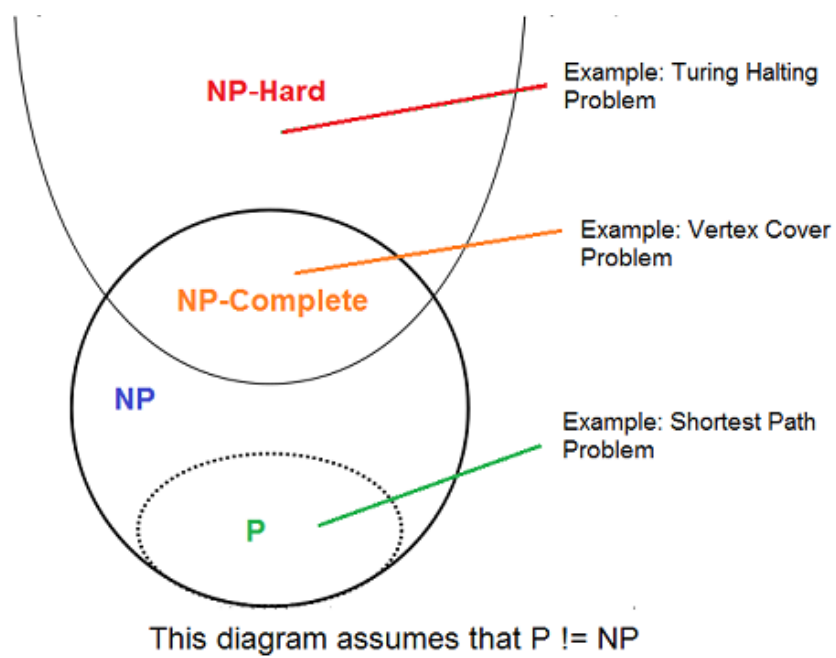 NP-Hard
Example: Turing Halting
Problem
Example: Vertex Cover
Problem
NP-Complete
NP
Example: Shortest Path
Problem
P
This diagram assumes that P != NP